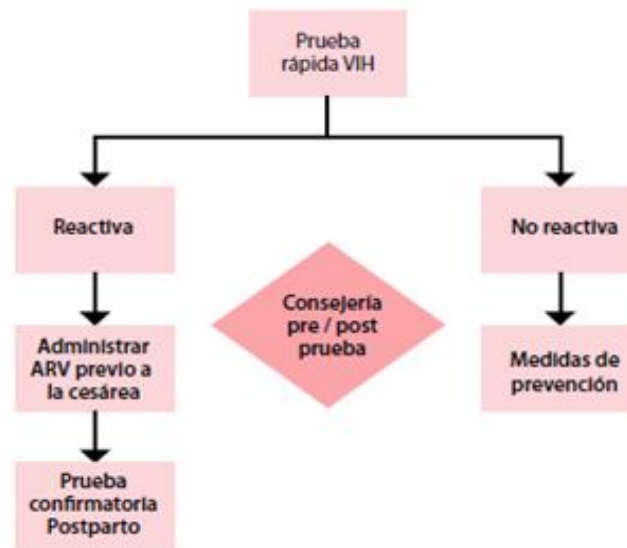 Prueba
rápida VIH
Reactiva
No reactiva
Consejería
pre / post
prueba
Administrar
ARV previo a
la cesárea
Medidas de
prevención
Prueba
confirmatoria
Postparto